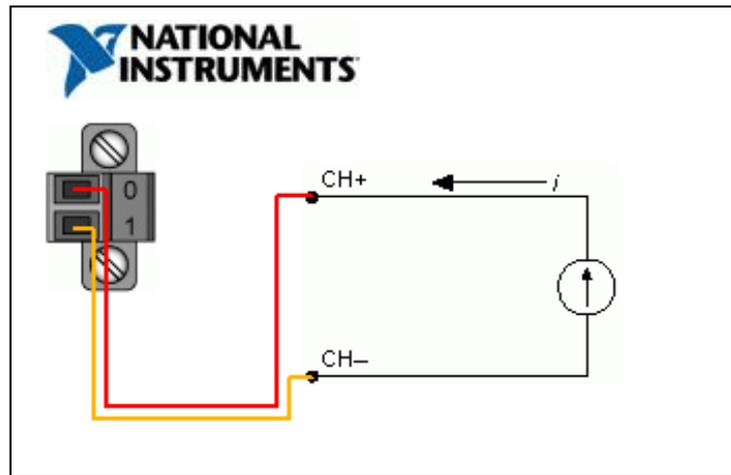 NATIONAL
INSTRUMENTS
0
1
CH+
i
CH–